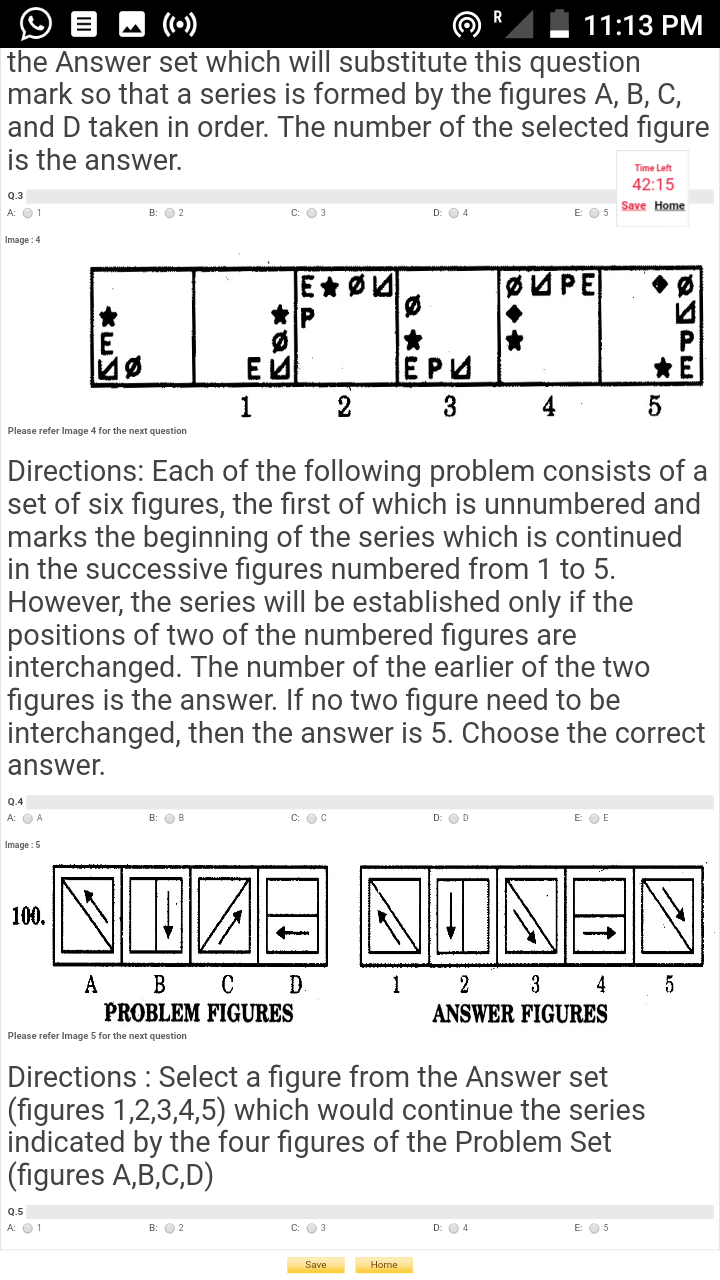 R 11:13 PM
the Answer set which will substitute this question
mark so that a series is formed by the figures A, B, C,
and D taken in order. The number of the selected figure
is the answer.
Time Left
42:15
Save Home
Q.3
A: 1 B: 2 C: 3 D: 4 E: 5
Image : 4
E
E
E
P
E P
P E
P
E
1 2 3 4 5
Please refer Image 4 for the next question
Directions: Each of the following problem consists of a
set of six figures, the first of which is unnumbered and
marks the beginning of the series which is continued
in the successive figures numbered from 1 to 5.
However, the series will be established only if the
positions of two of the numbered figures are
interchanged. The number of the earlier of the two
figures is the answer. If no two figure need to be
interchanged, then the answer is 5. Choose the correct
answer.
Q.4
A: A B: B C: C D: D E: E
Image : 5
100.
A B C D 1 2 3 4 5
PROBLEM FIGURES ANSWER FIGURES
Please refer Image 5 for the next question
Directions : Select a figure from the Answer set
(figures 1,2,3,4,5) which would continue the series
indicated by the four figures of the Problem Set
(figures A,B,C,D)
Q.5
A: 1 B: 2 C: 3 D: 4 E: 5
Save Home